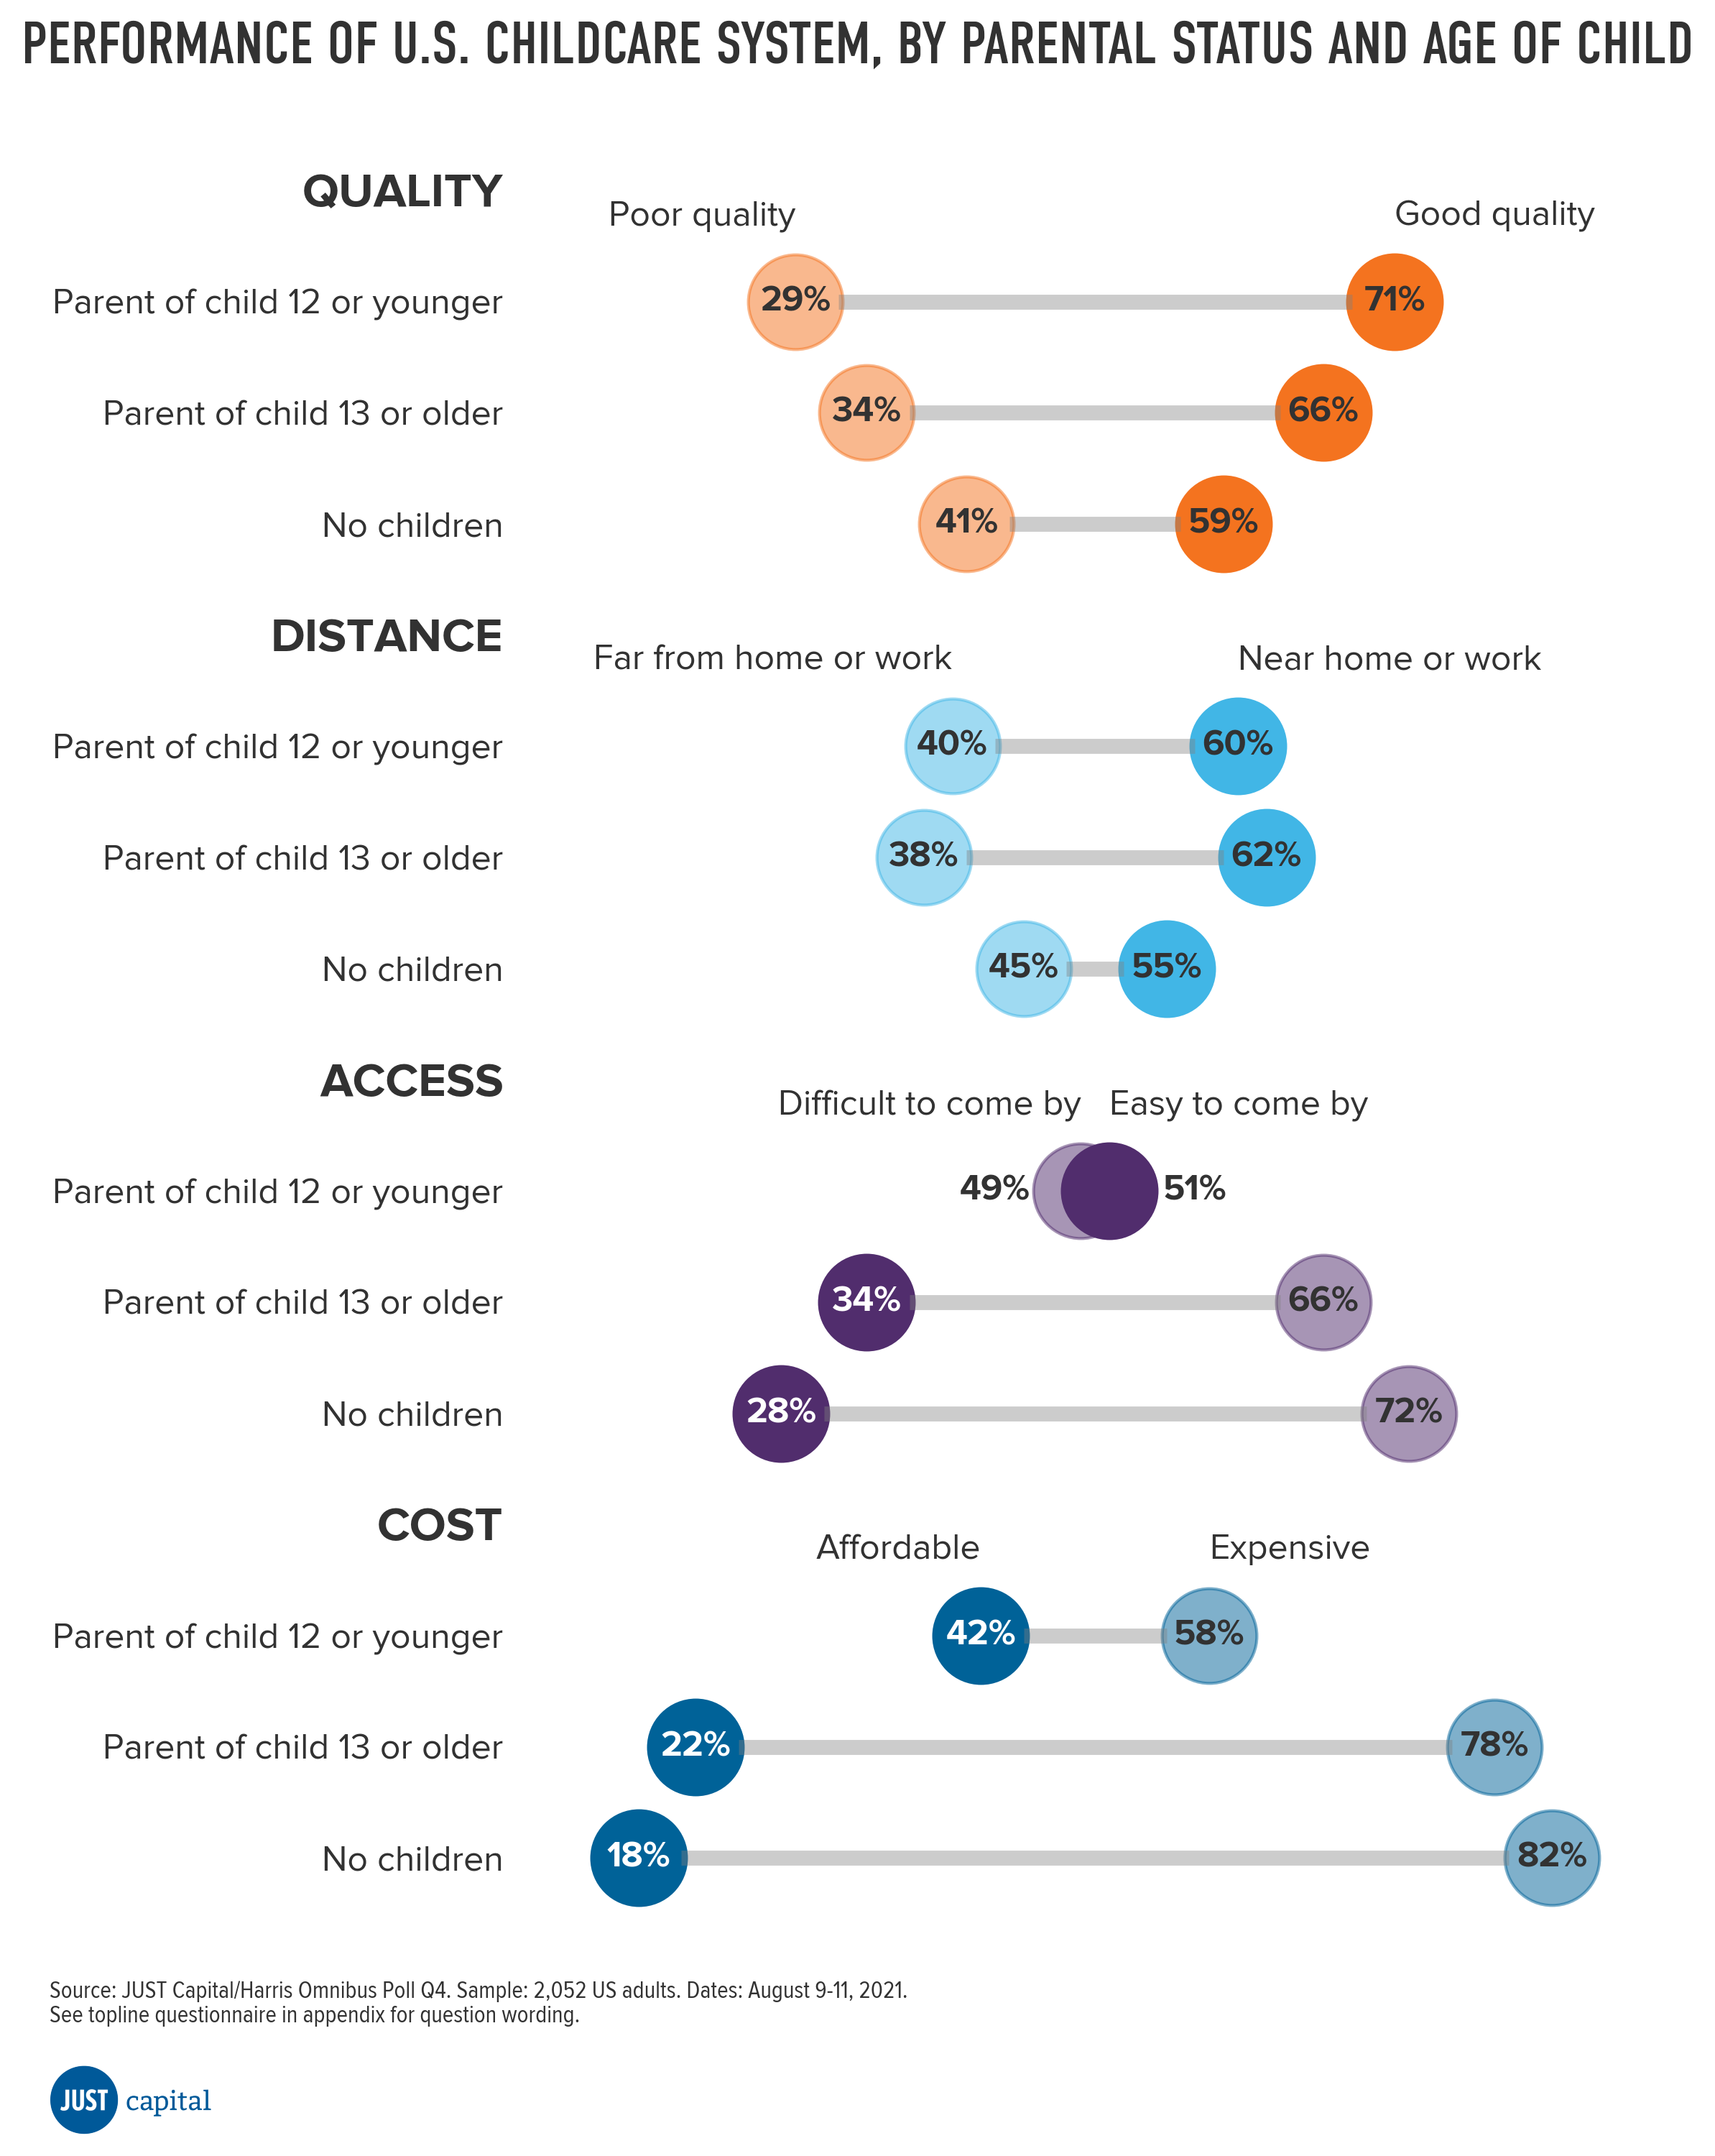 PERFORMANCE OF U.S. CHILDCARE SYSTEM, BY PARENTAL STATUS AND AGE OF CHILD
QUALITY
Poor quality Good quality
Parent of child 12 or younger 29% 71%
Parent of child 13 or older 34% 66%
No children 41% 59%
DISTANCE
Far from home or work Near home or work
Parent of child 12 or younger 40% 60%
Parent of child 13 or older 38% 62%
No children 45% 55%
ACCESS
Difficult to come by Easy to come by
Parent of child 12 or younger 49% 51%
Parent of child 13 or older 34% 66%
No children 28% 72%
COST
Affordable Expensive
Parent of child 12 or younger 42% 58%
Parent of child 13 or older 22% 78%
No children 18% 82%
Source: JUST Capital/Harris Omnibus Poll Q4. Sample: 2,052 US adults. Dates: August 9-11, 2021.
See topline questionnaire in appendix for question wording.
JUST capital